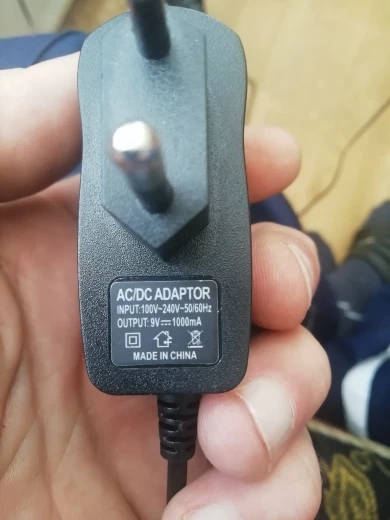 AC/DC ADAPTOR
INPUT:100V~240V~50/60Hz
OUTPUT:9V⎓1000mA
MADE IN CHINA